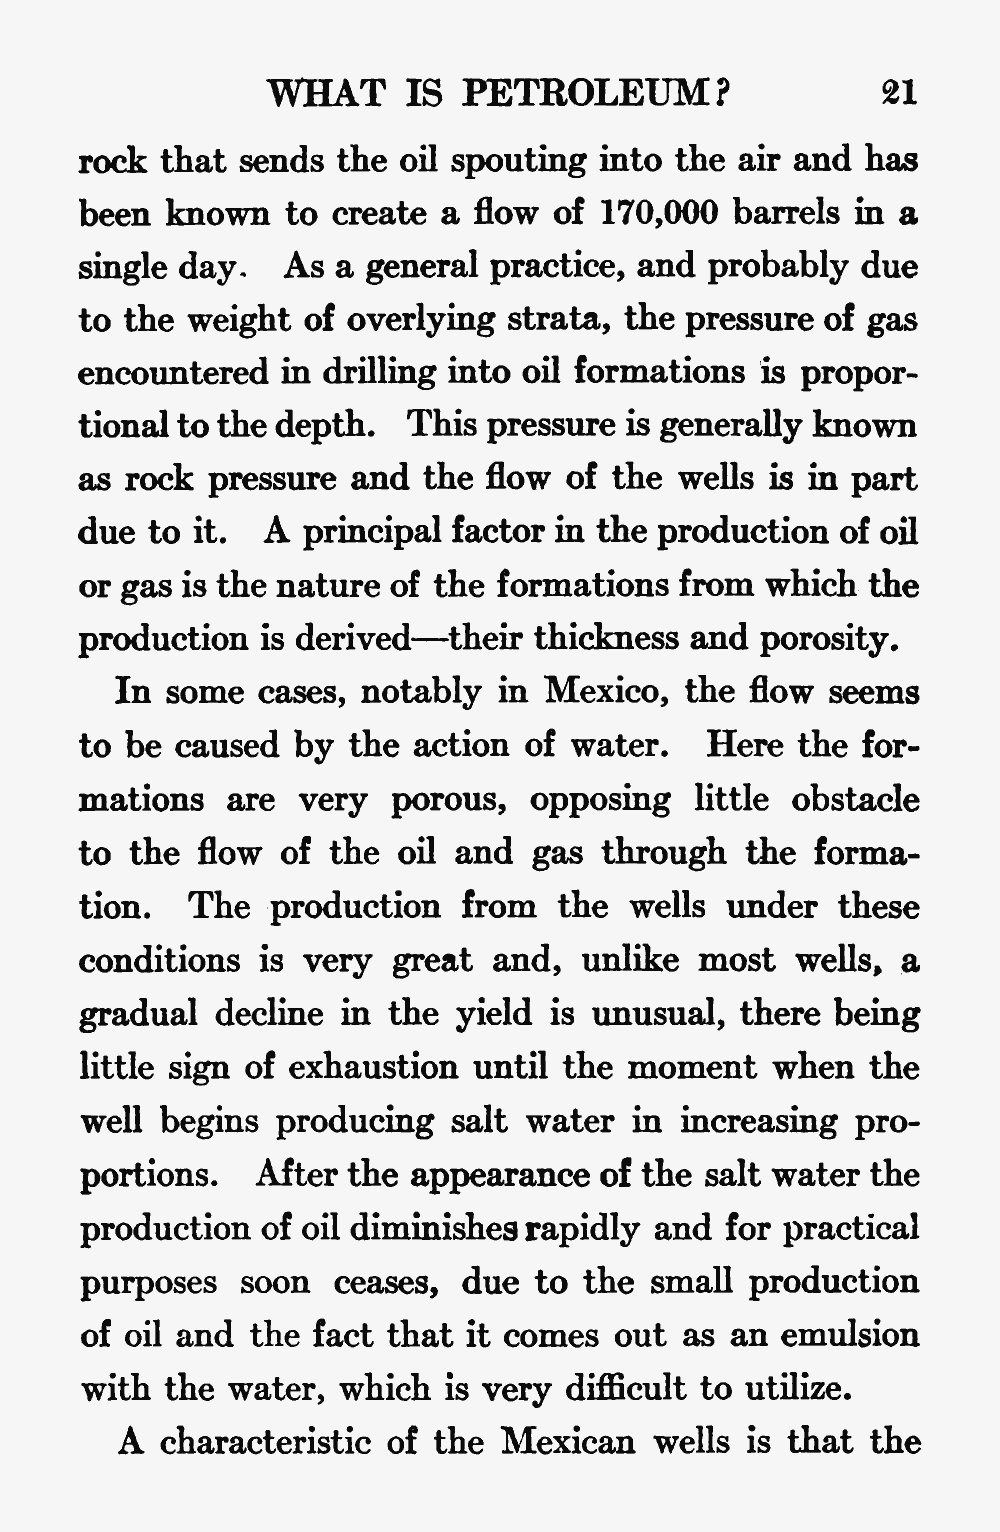 WHAT IS PETROLEUM? 21
rock that sends the oil spouting into the air and has
been known to create a flow of 170,000 barrels in a
single day. As a general practice, and probably due
to the weight of overlying strata, the pressure of gas
encountered in drilling into oil formations is propor-
tional to the depth. This pressure is generally known
as rock pressure and the flow of the wells is in part
due to it. A principal factor in the production of oil
or gas is the nature of the formations from which the
production is derived—their thickness and porosity.
In some cases, notably in Mexico, the flow seems
to be caused by the action of water. Here the for-
mations are very porous, opposing little obstacle
to the flow of the oil and gas through the forma-
tion. The production from the wells under these
conditions is very great and, unlike most wells, a
gradual decline in the yield is unusual, there being
little sign of exhaustion until the moment when the
well begins producing salt water in increasing pro-
portions. After the appearance of the salt water the
production of oil diminishes rapidly and for practical
purposes soon ceases, due to the small production
of oil and the fact that it comes out as an emulsion
with the water, which is very difficult to utilize.
A characteristic of the Mexican wells is that the